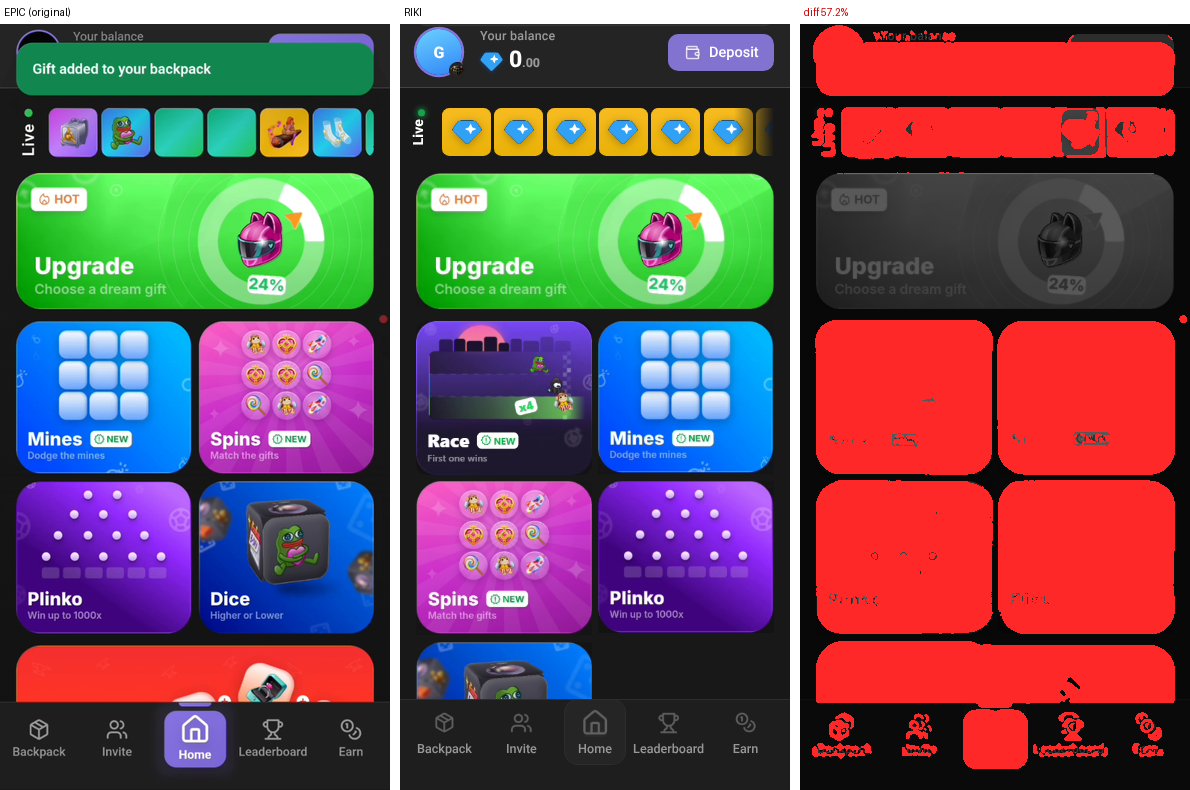 EPIC (original)
Your balance
Gift added to your backpack
Live
HOT
Upgrade
Choose a dream gift
24%
Mines
NEW
Dodge the mines
Spins
NEW
Match the gifts
Plinko
Win up to 1000x
Dice
Higher or Lower
Backpack
Invite
Home
Leaderboard
Earn
RIKI
G
Your balance
0.00
Deposit
Live
HOT
Upgrade
Choose a dream gift
24%
x4
Race
NEW
First one wins
Mines
NEW
Dodge the mines
Spins
NEW
Match the gifts
Plinko
Win up to 1000x
Backpack
Invite
Home
Leaderboard
Earn
diff57.2%
HOT
Upgrade
Choose a dream gift
24%